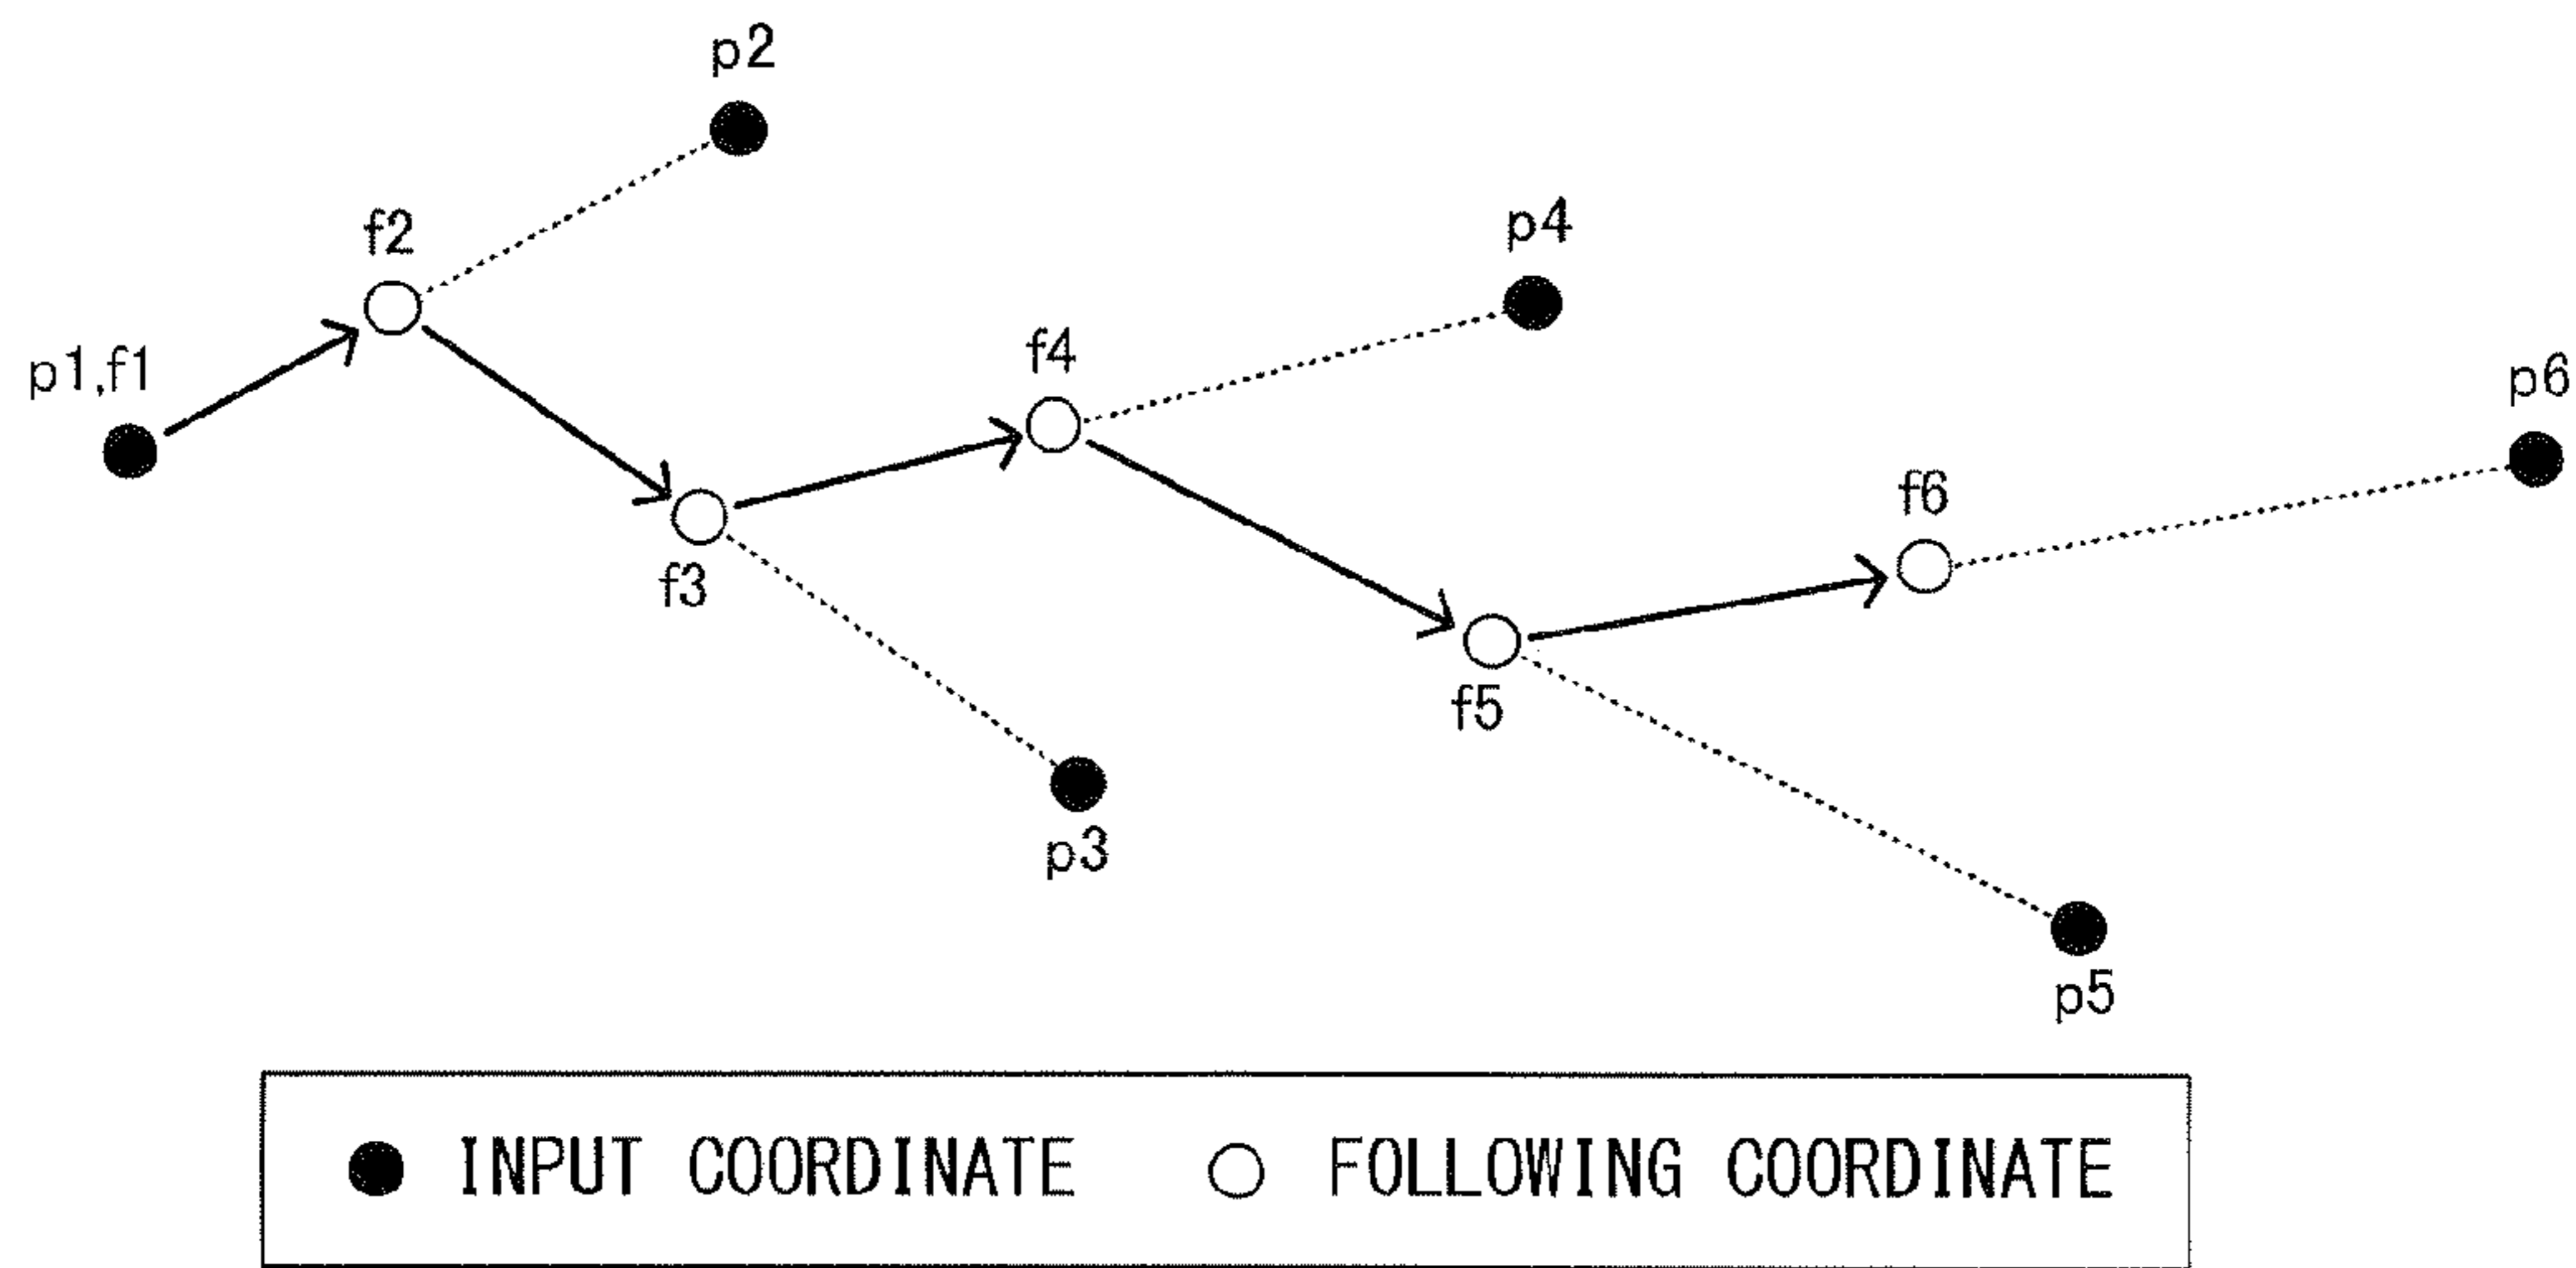 p2
p4
f2
f4
p1,f1
p6
f6
f3
f5
p3
p5
INPUT COORDINATE FOLLOWING COORDINATE